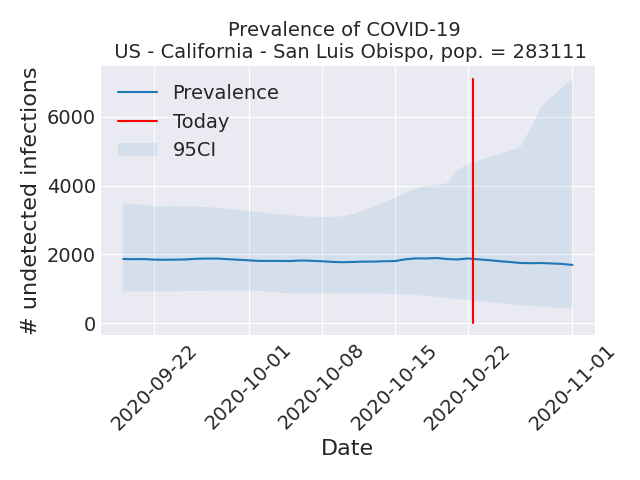 Prevalence of COVID-19
US - California - San Luis Obispo, pop. = 283111
Prevalence
Today
95CI
# undetected infections
6000
4000
2000
0
2020-09-22
2020-10-01
2020-10-08
2020-10-15
2020-10-22
2020-11-01
Date